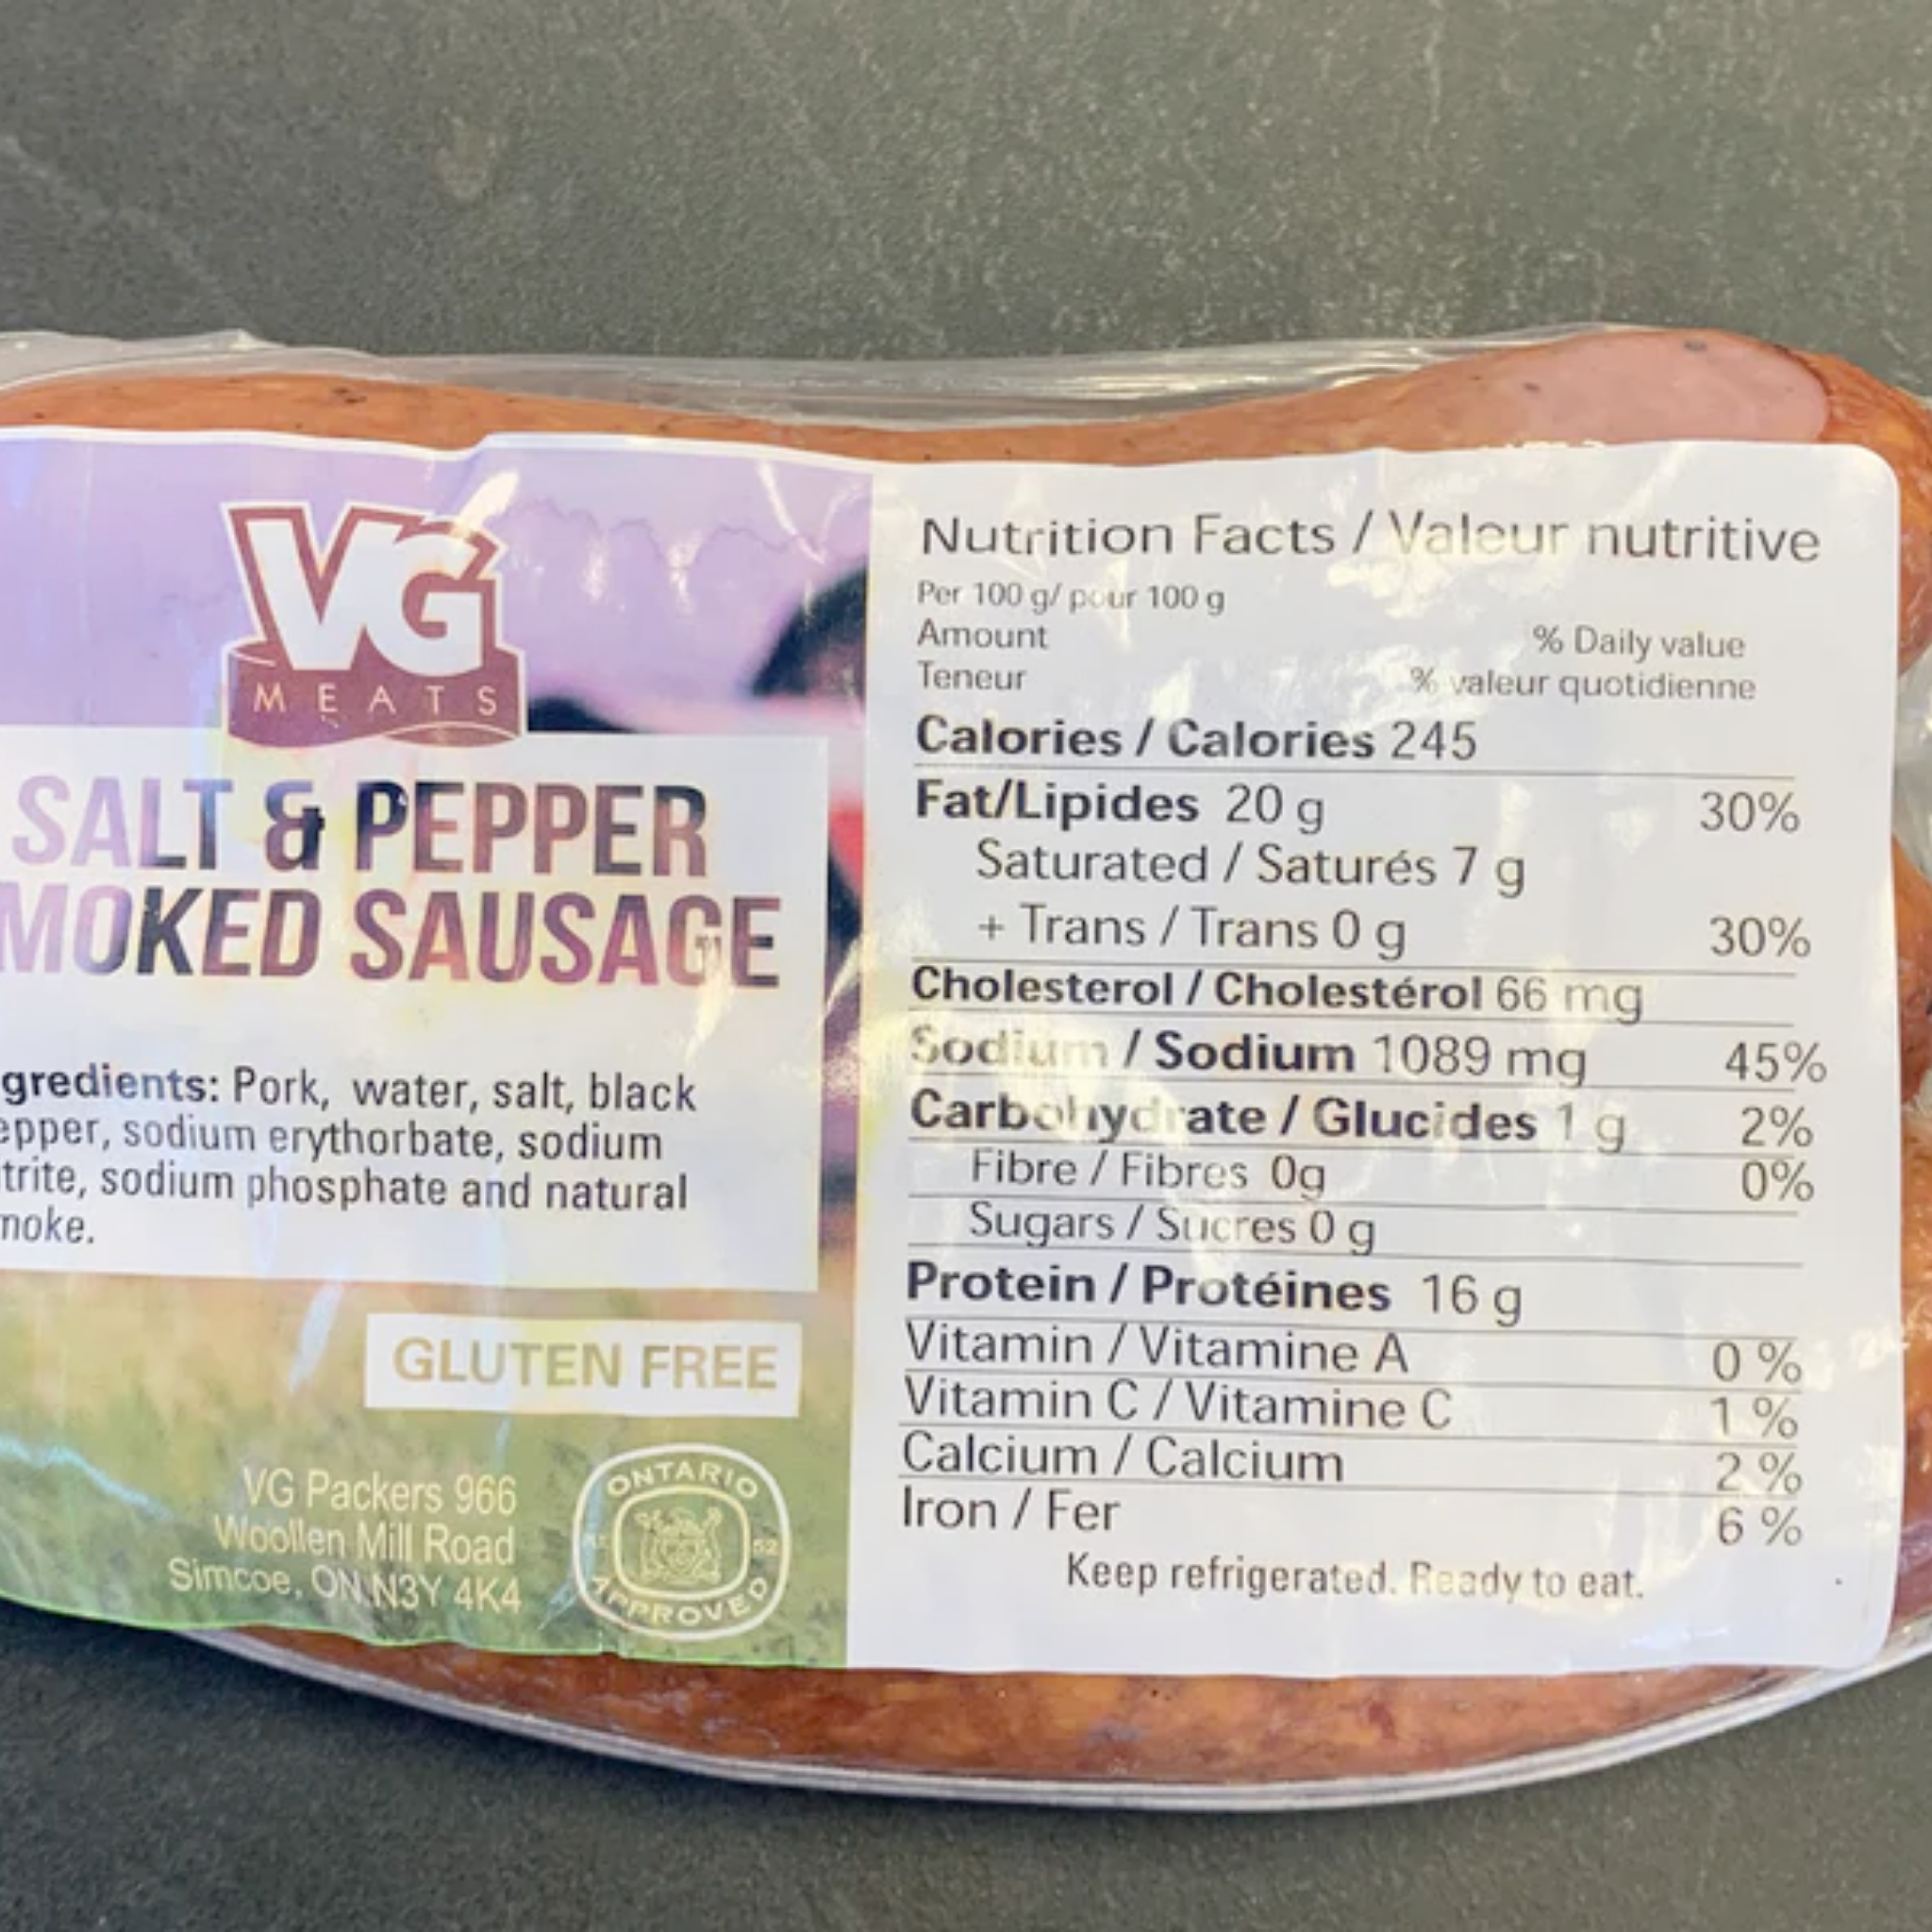 VG
MEATS
SALT & PEPPER
MOKED SAUSAGE
gredients: Pork, water, salt, black
epper, sodium erythorbate, sodium
trite, sodium phosphate and natural
moke.
GLUTEN FREE
VG Packers 966
Woollen Mill Road
Simcoe, ON N3Y 4K4
ONTARIO
52
APPROVED
Nutrition Facts / Valeur nutritive
Per 100 g/ pour 100 g
Amount
% Daily value
Teneur
% valeur quotidienne
Calories / Calories 245
Fat/Lipides 20 g 30%
Saturated / Saturés 7 g
+ Trans / Trans 0 g 30%
Cholesterol / Cholestérol 66 mg
Sodium / Sodium 1089 mg 45%
Carbohydrate / Glucides 1 g 2%
Fibre / Fibres 0g 0%
Sugars / Sucres 0 g
Protein / Protéines 16 g
Vitamin / Vitamine A 0 %
Vitamin C / Vitamine C 1 %
Calcium / Calcium 2 %
Iron / Fer 6 %
Keep refrigerated. Ready to eat.